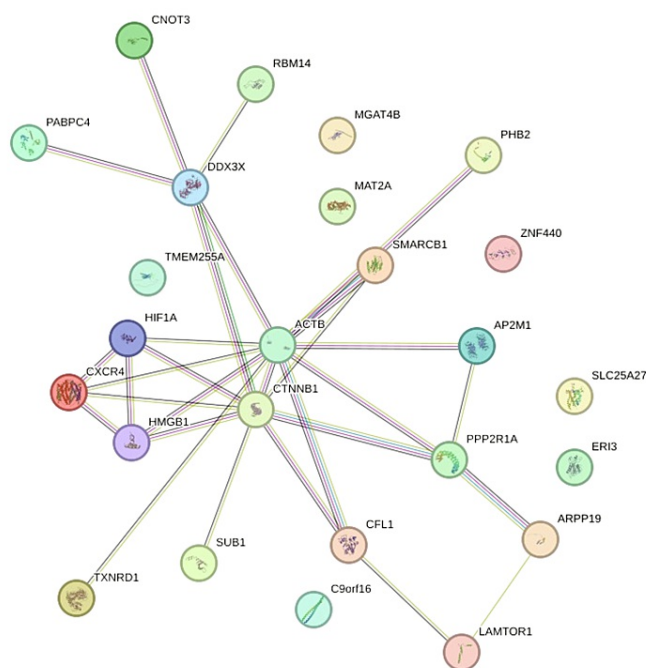 CNOT3
RBM14
MGAT4B
PABPC4
PHB2
DDX3X
MAT2A
ZNF440
SMARCB1
TMEM255A
HIF1A
ACTB
AP2M1
CXCR4
SLC25A27
CTNNB1
HMGB1
PPP2R1A
ERI3
ARPP19
CFL1
SUB1
TXNRD1
C9orf16
LAMTOR1